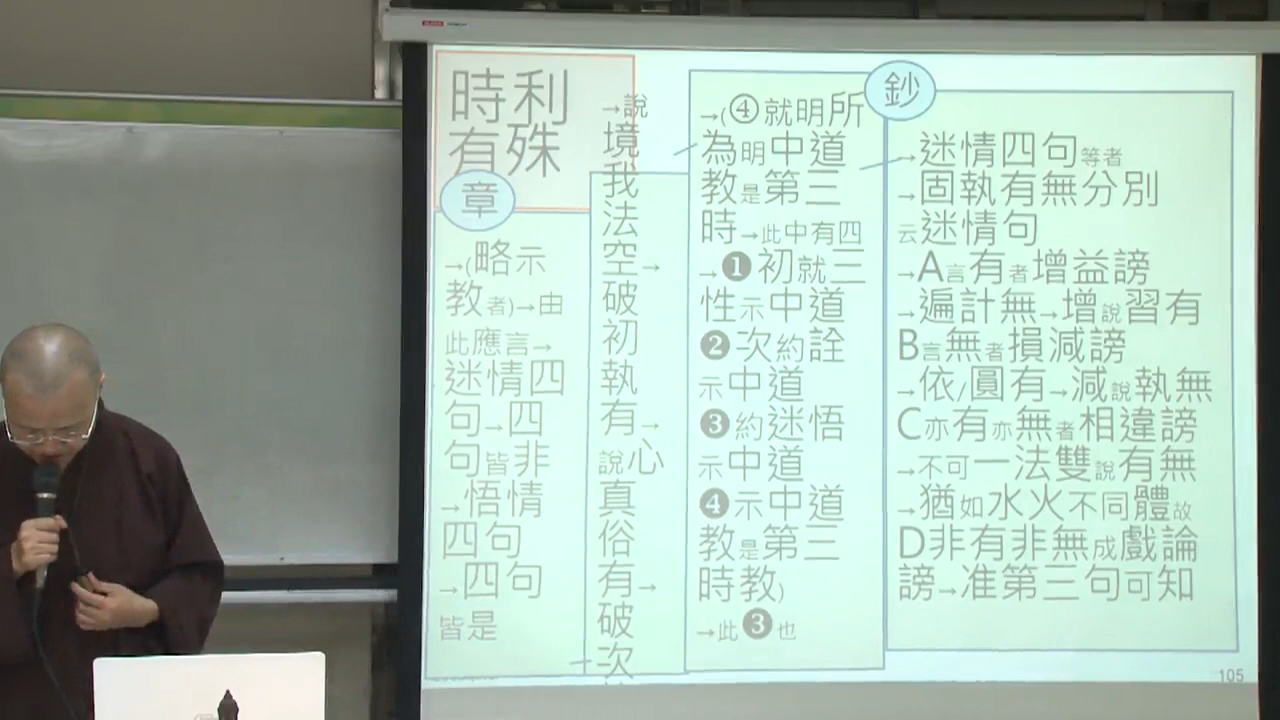 時利
有殊
章
→(略示
教者)→由
此應言→
迷情四
句→四
句皆非
→悟情
四句
→四句
皆是
→說
境
我
法
空→
破
初
執
有→
說心
真
俗
有→
破
次
→(④就明所
為明中道
教是第三
時→此中有四
→❶初就三
性示中道
❷次約詮
示中道
❸約迷悟
示中道
❹示中道
教是第三
時教)
→此❸也
鈔
→迷情四句等者
→固執有無分別
云迷情句
→A言有者增益謗
→遍計無→增說習有
B言無者損減謗
→依/圓有→減說執無
C亦有亦無者相違謗
→不可一法雙說有無
→猶如水火不同體故
D非有非無成戲論
謗→准第三句可知
105